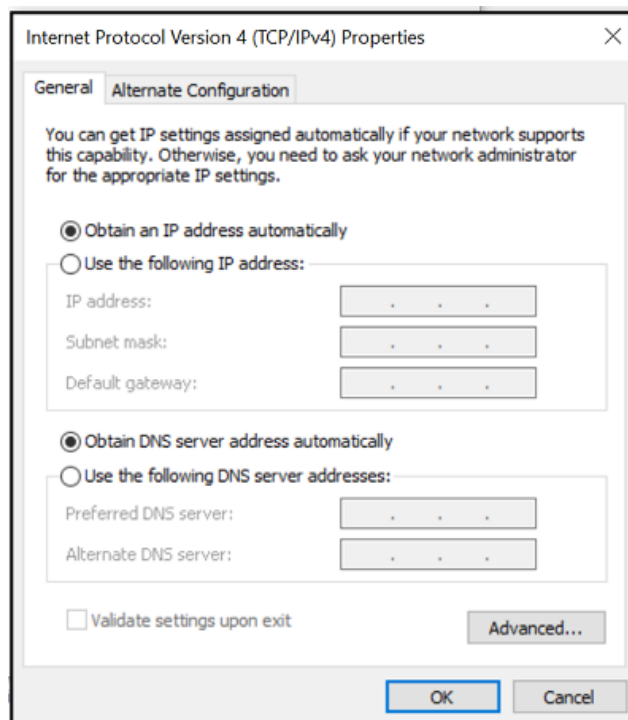 Internet Protocol Version 4 (TCP/IPv4) Properties
General
Alternate Configuration
You can get IP settings assigned automatically if your network supports
this capability. Otherwise, you need to ask your network administrator
for the appropriate IP settings.
Obtain an IP address automatically
Use the following IP address:
IP address:
Subnet mask:
Default gateway:
Obtain DNS server address automatically
Use the following DNS server addresses:
Preferred DNS server:
Alternate DNS server:
Validate settings upon exit
Advanced...
OK
Cancel